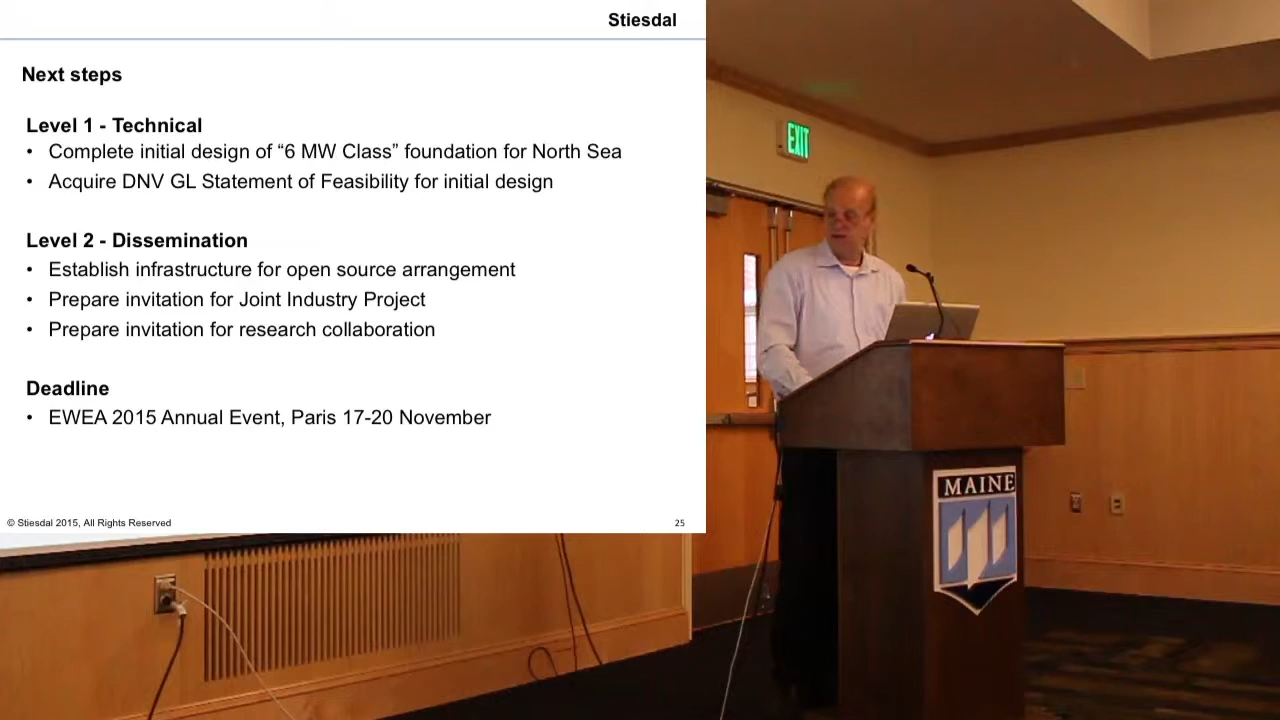 Stiesdal
Next steps
Level 1 - Technical
• Complete initial design of “6 MW Class” foundation for North Sea
• Acquire DNV GL Statement of Feasibility for initial design
Level 2 - Dissemination
• Establish infrastructure for open source arrangement
• Prepare invitation for Joint Industry Project
• Prepare invitation for research collaboration
Deadline
• EWEA 2015 Annual Event, Paris 17-20 November
© Stiesdal 2015, All Rights Reserved
25
EXIT
MAINE